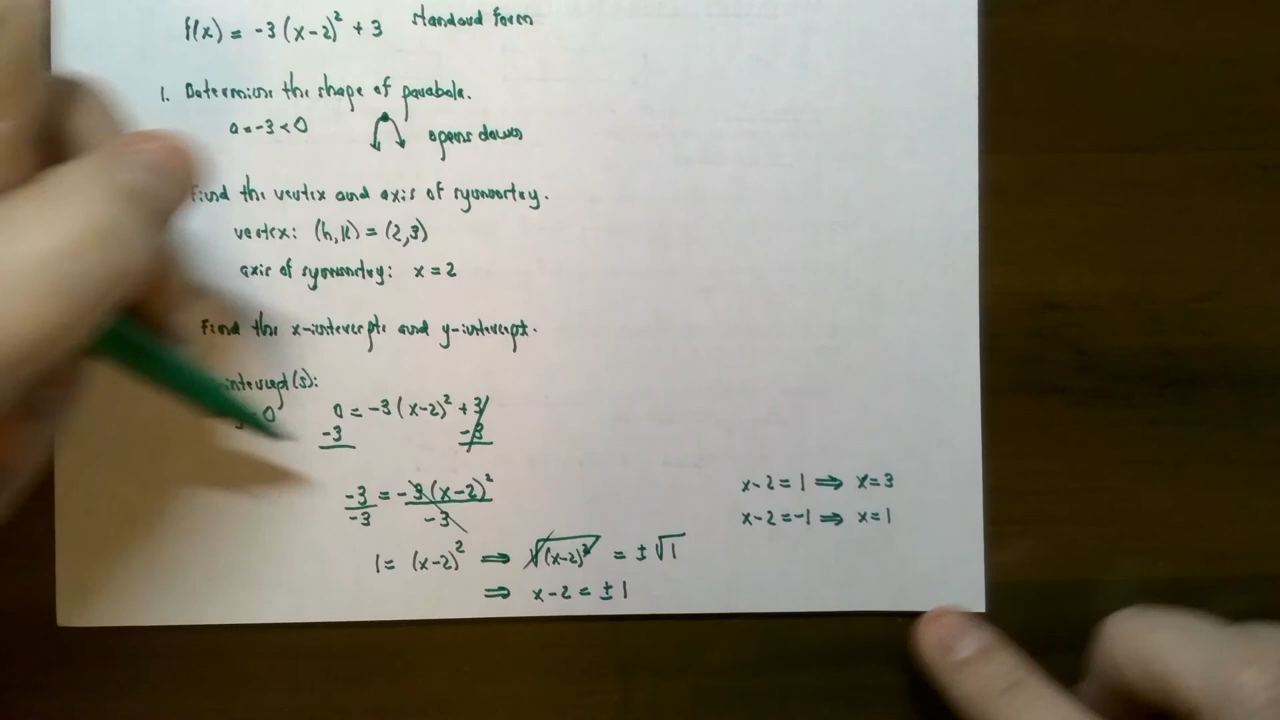 f(x) = -3(x-2)² + 3 standard form
1. Determine the shape of parabola.
a = -3 < 0 opens down
Find the vertex and axis of symmetry.
vertex: (h,k) = (2,3)
axis of symmetry: x = 2
Find the x-intercepts and y-intercept.
intercept(s):
=0 0 = -3(x-2)² + 3
-3 -3
-3/-3 = -3(x-2)²/-3
x-2 = 1 ⇒ x = 3
x-2 = -1 ⇒ x = 1
1 = (x-2)² ⇒ √(x-2)² = ±√1
⇒ x-2 = ±1